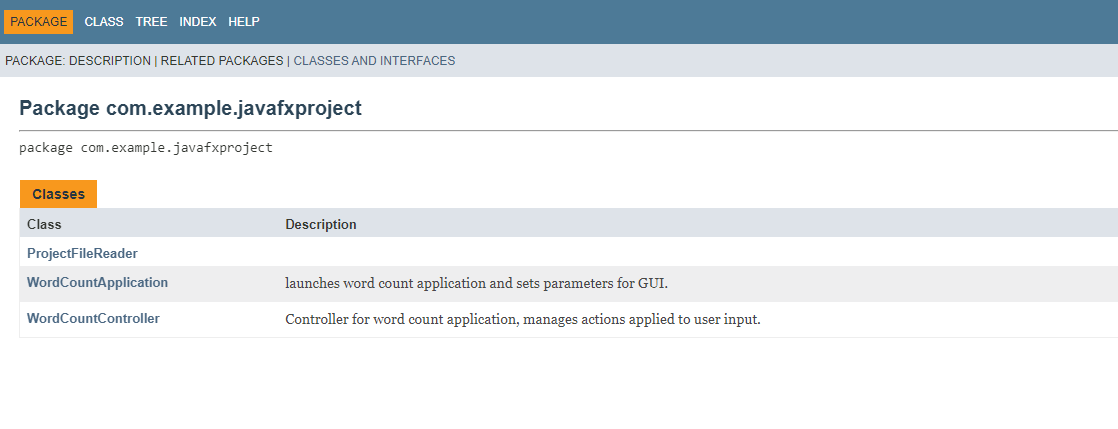 PACKAGE CLASS TREE INDEX HELP
PACKAGE: DESCRIPTION | RELATED PACKAGES | CLASSES AND INTERFACES
Package com.example.javafxproject
package com.example.javafxproject
Classes
Class Description
ProjectFileReader
WordCountApplication launches word count application and sets parameters for GUI.
WordCountController Controller for word count application, manages actions applied to user input.